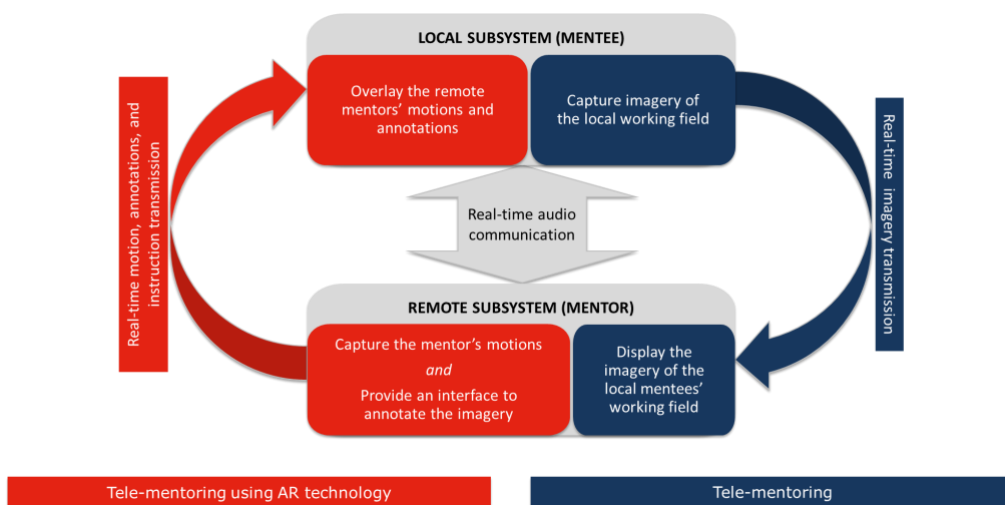 LOCAL SUBSYSTEM (MENTEE)
Overlay the remote
mentors' motions and
annotations
Capture imagery of
the local working field
Real-time motion, annotations, and
instruction transmission
Real-time audio
communication
Real-time imagery
transmission
REMOTE SUBSYSTEM (MENTOR)
Capture the mentor's motions
and
Provide an interface to
annotate the imagery
Display the
imagery of the
local mentees'
working field
Tele-mentoring using AR technology
Tele-mentoring